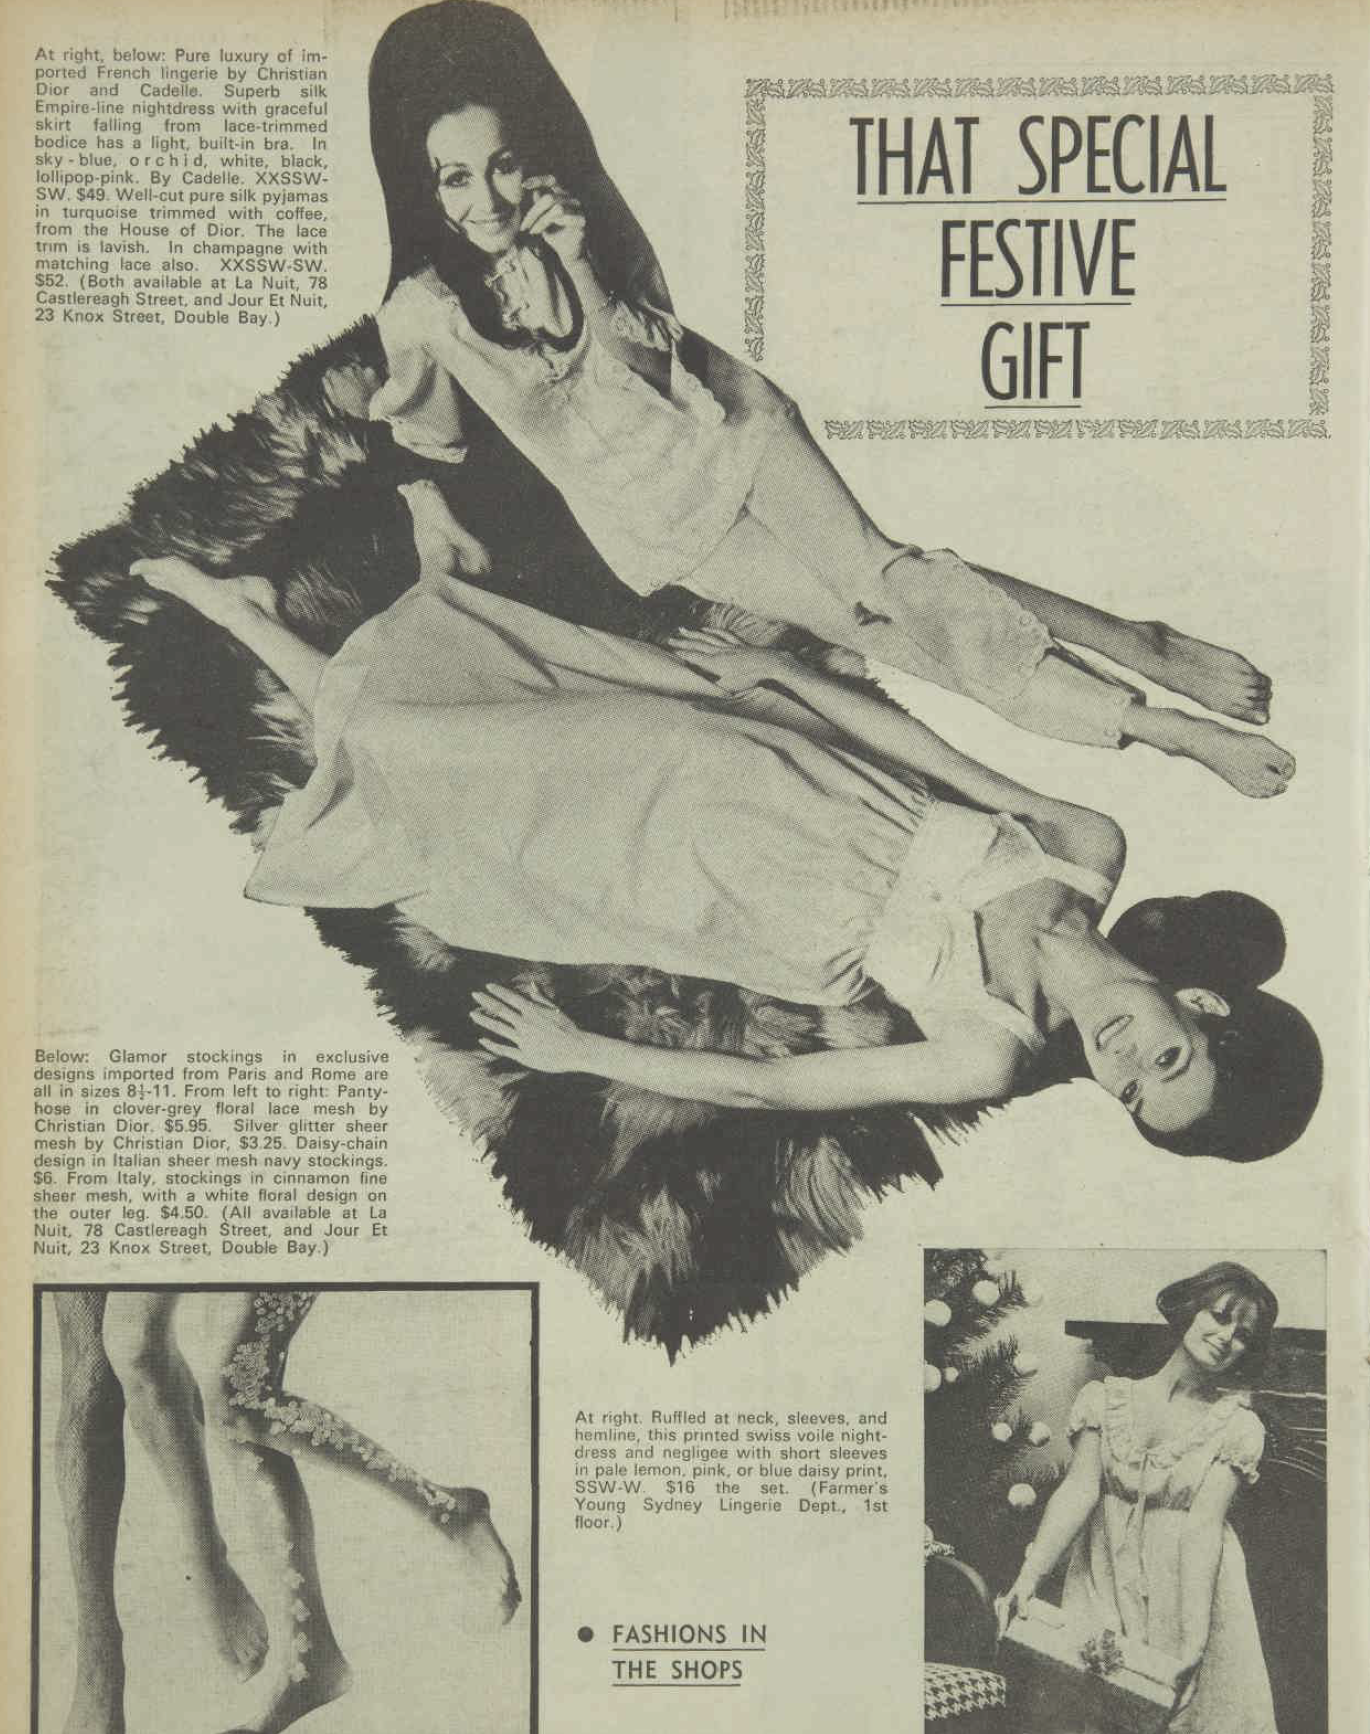 At right, below: Pure luxury of im-
ported French lingerie by Christian
Dior and Cadelle. Superb silk
Empire-line nightdress with graceful
skirt falling from lace-trimmed
bodice has a light, built-in bra. In
sky-blue, orchid, white, black,
lollipop-pink. By Cadelle. XXSSW-
SW. $49. Well-cut pure silk pyjamas
in turquoise trimmed with coffee,
from the House of Dior. The lace
trim is lavish. In champagne with
matching lace also. XXSSW-SW.
$52. (Both available at La Nuit, 78
Castlereagh Street, and Jour Et Nuit,
23 Knox Street, Double Bay.)
THAT SPECIAL
FESTIVE
GIFT
Below: Glamor stockings in exclusive
designs imported from Paris and Rome are
all in sizes 8½-11. From left to right: Panty-
hose in clover-grey floral lace mesh by
Christian Dior. $5.95. Silver glitter sheer
mesh by Christian Dior, $3.25. Daisy-chain
design in Italian sheer mesh navy stockings.
$6. From Italy, stockings in cinnamon fine
sheer mesh, with a white floral design on
the outer leg. $4.50. (All available at La
Nuit, 78 Castlereagh Street, and Jour Et
Nuit, 23 Knox Street, Double Bay.)
At right. Ruffled at neck, sleeves, and
hemline, this printed swiss voile night-
dress and negligee with short sleeves
in pale lemon, pink, or blue daisy print,
SSW-W. $16 the set. (Farmer's
Young Sydney Lingerie Dept., 1st
floor.)
● FASHIONS IN
THE SHOPS